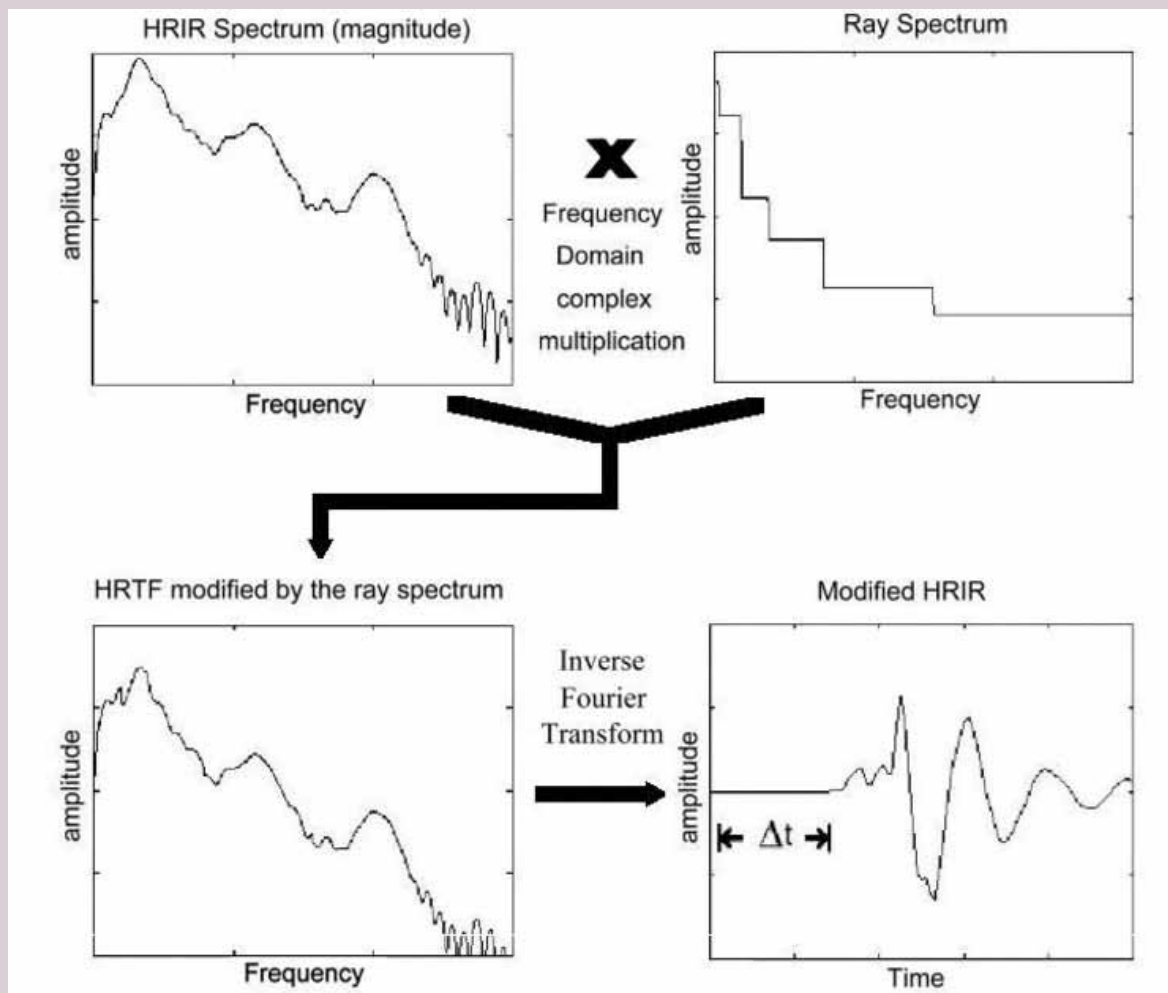 HRIR Spectrum (magnitude)
amplitude
Frequency
X
Frequency
Domain
complex
multiplication
Ray Spectrum
amplitude
Frequency
HRTF modified by the ray spectrum
amplitude
Frequency
Inverse
Fourier
Transform
Modified HRIR
amplitude
Δt
Time